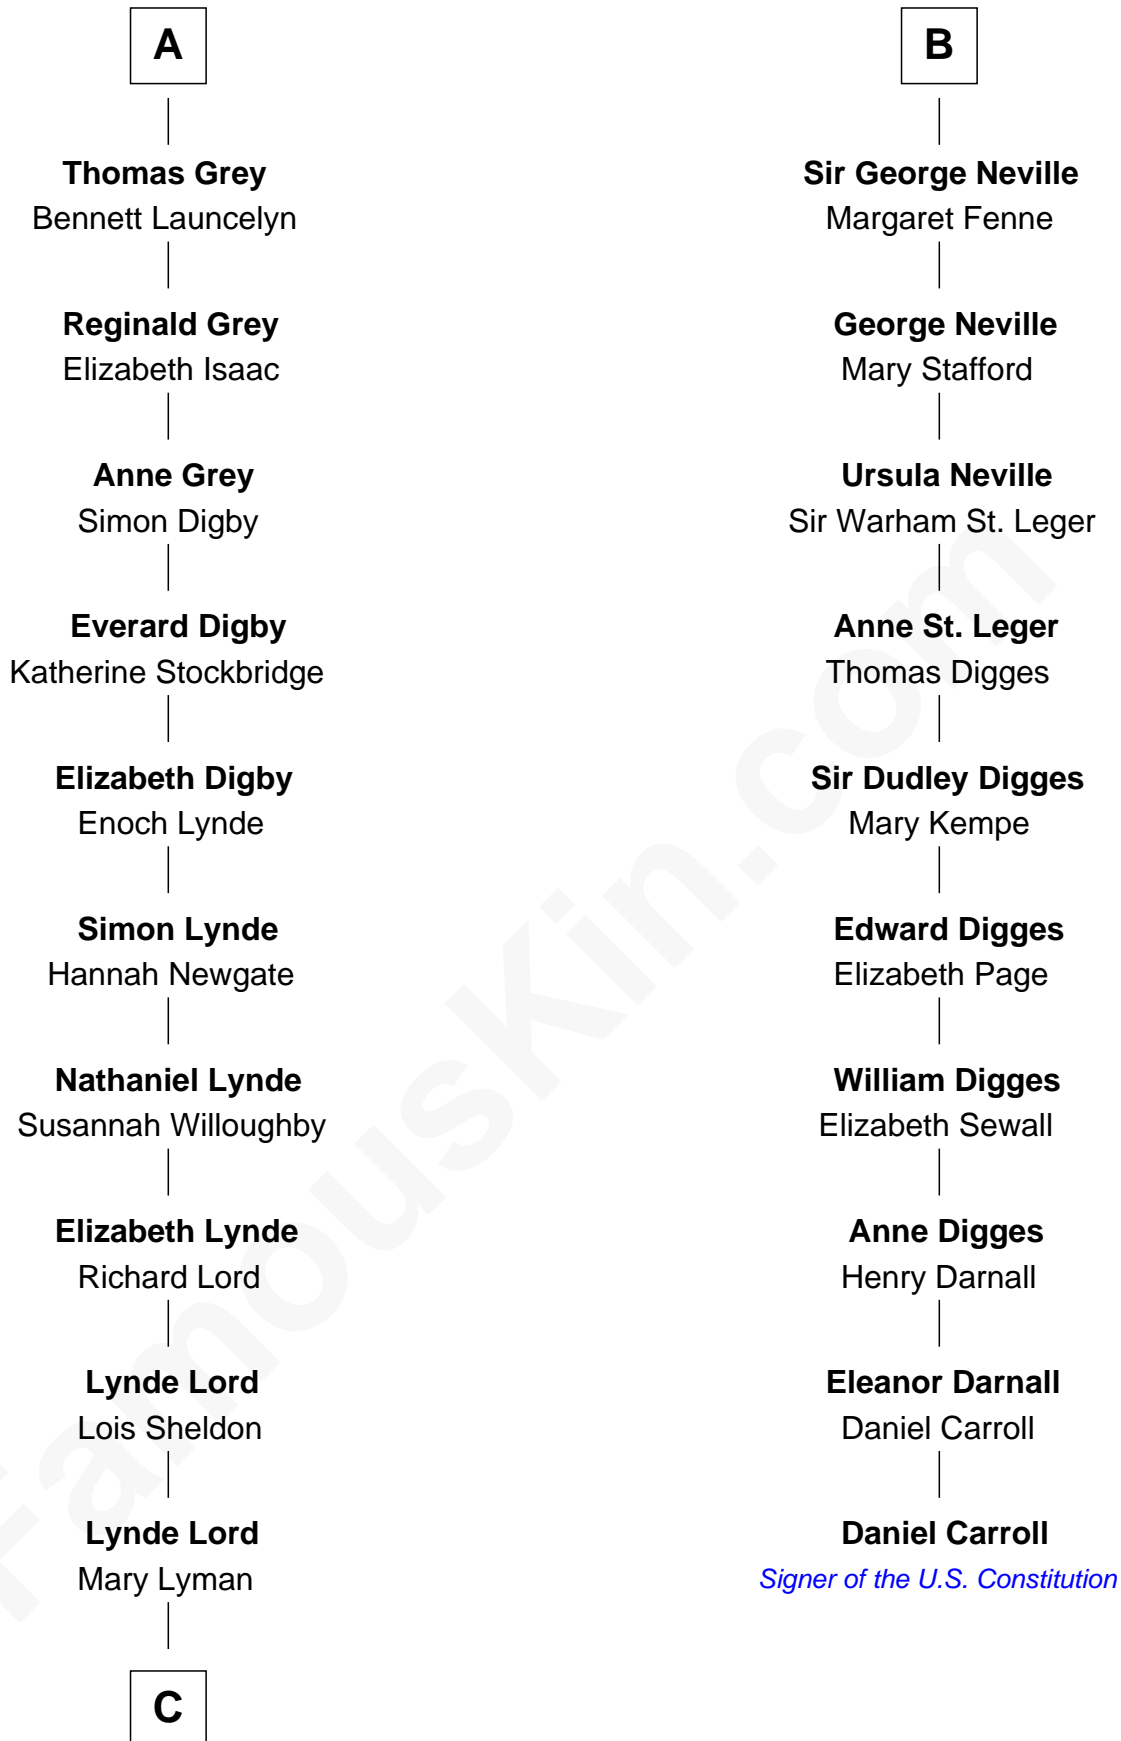 A
Thomas Grey
Bennett Launcelyn
Reginald Grey
Elizabeth Isaac
Anne Grey
Simon Digby
Everard Digby
Katherine Stockbridge
Elizabeth Digby
Enoch Lynde
Simon Lynde
Hannah Newgate
Nathaniel Lynde
Susannah Willoughby
Elizabeth Lynde
Richard Lord
Lynde Lord
Lois Sheldon
Lynde Lord
Mary Lyman
C
B
Sir George Neville
Margaret Fenne
George Neville
Mary Stafford
Ursula Neville
Sir Warham St. Leger
Anne St. Leger
Thomas Digges
Sir Dudley Digges
Mary Kempe
Edward Digges
Elizabeth Page
William Digges
Elizabeth Sewall
Anne Digges
Henry Darnall
Eleanor Darnall
Daniel Carroll
Daniel Carroll
Signer of the U.S. Constitution
FamousKin.com